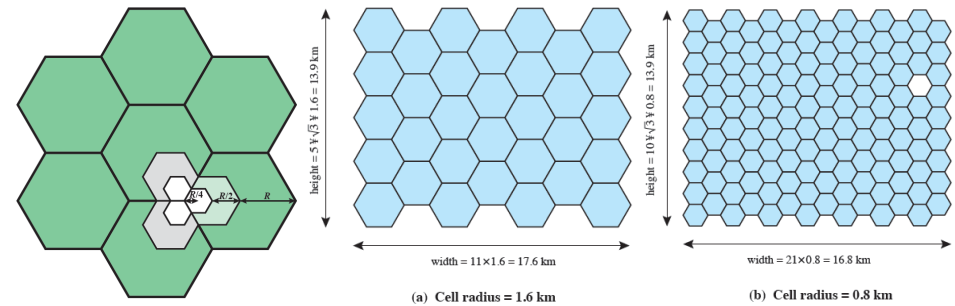 R/4
R/2
R
height = 5 ¥ √3 ¥ 1.6 = 13.9 km
width = 11×1.6 = 17.6 km
(a) Cell radius = 1.6 km
height = 10 ¥ √3 ¥ 0.8 = 13.9 km
width = 21×0.8 = 16.8 km
(b) Cell radius = 0.8 km